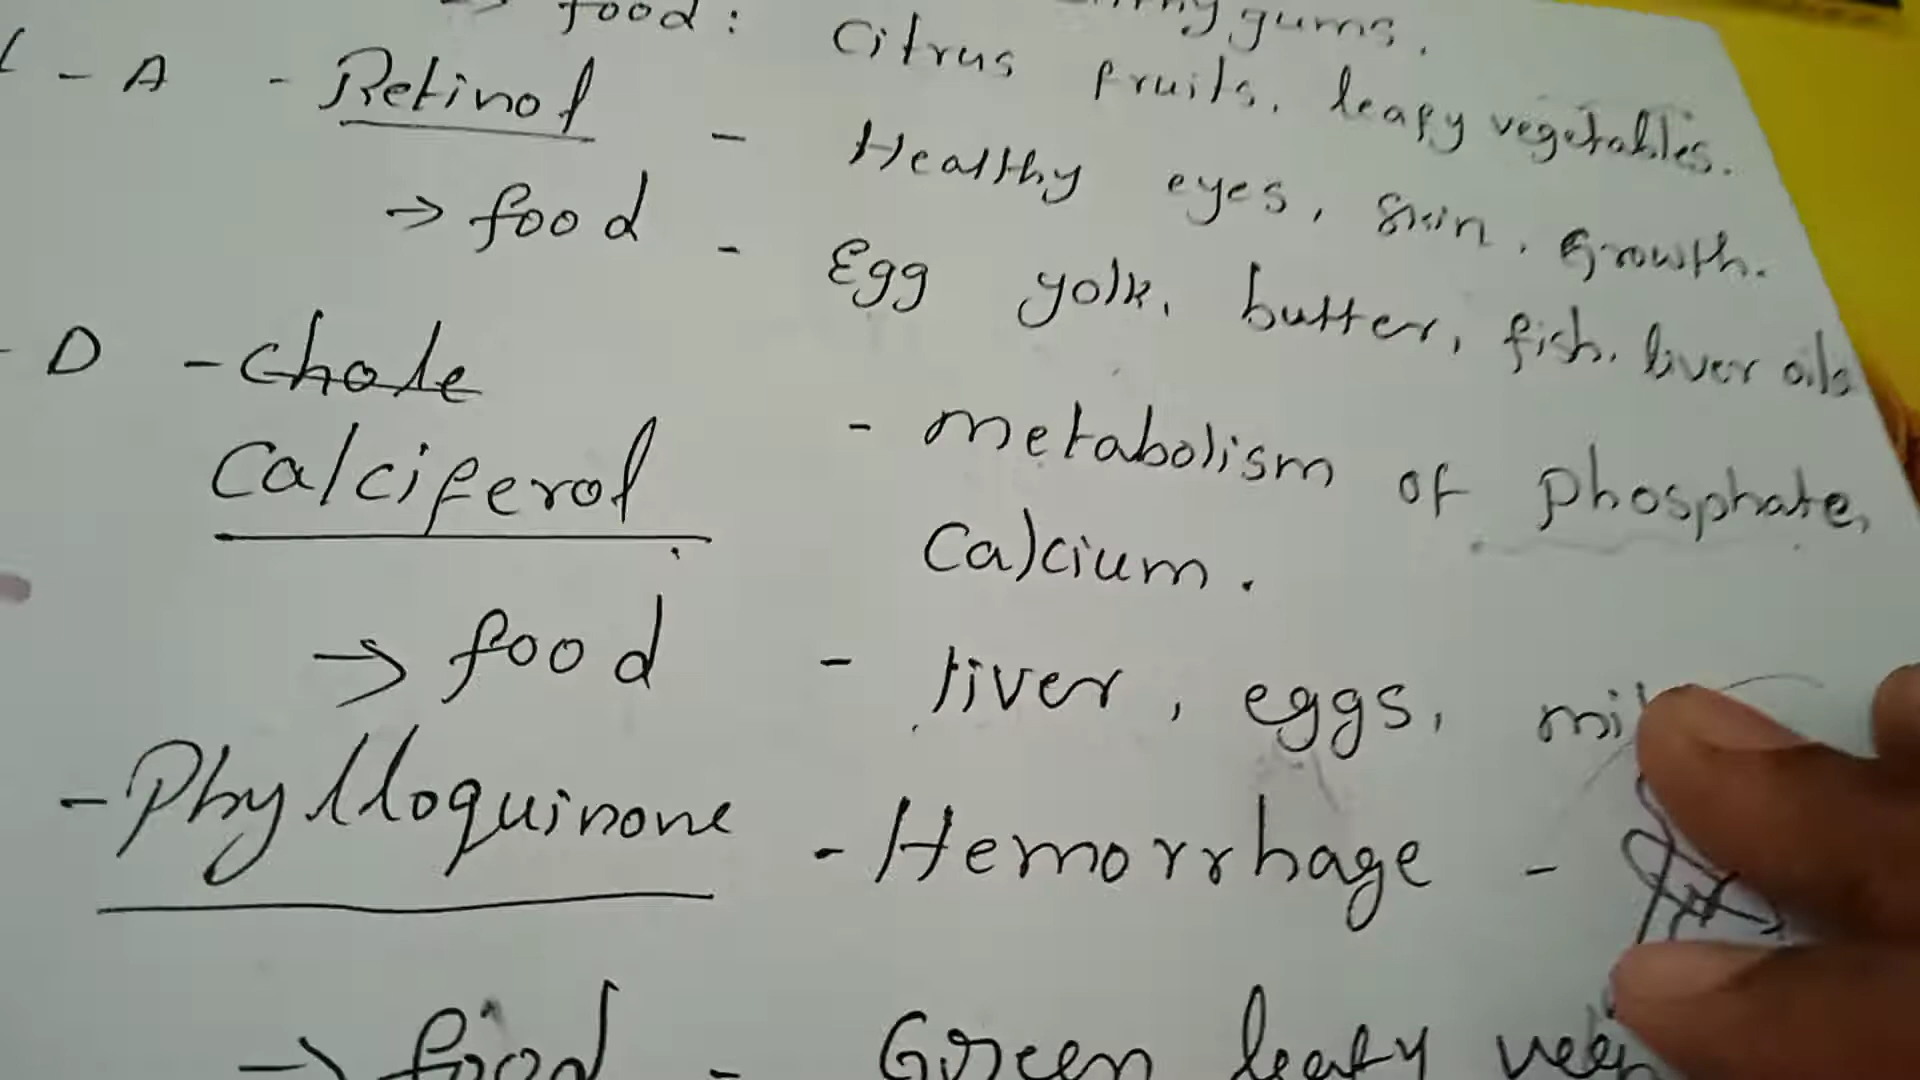 → food: Citrus fruits, leafy vegetables.
gums.
- A - Retinol - Healthy eyes, skin, Growth.
→ food - Egg yolk, butter, fish, liver oils
- D - Chole
Calciferol - metabolism of phosphate,
Calcium.
→ food - liver, eggs,
- Phylloquinone - Hemorrhage -
→ food - Green leafy